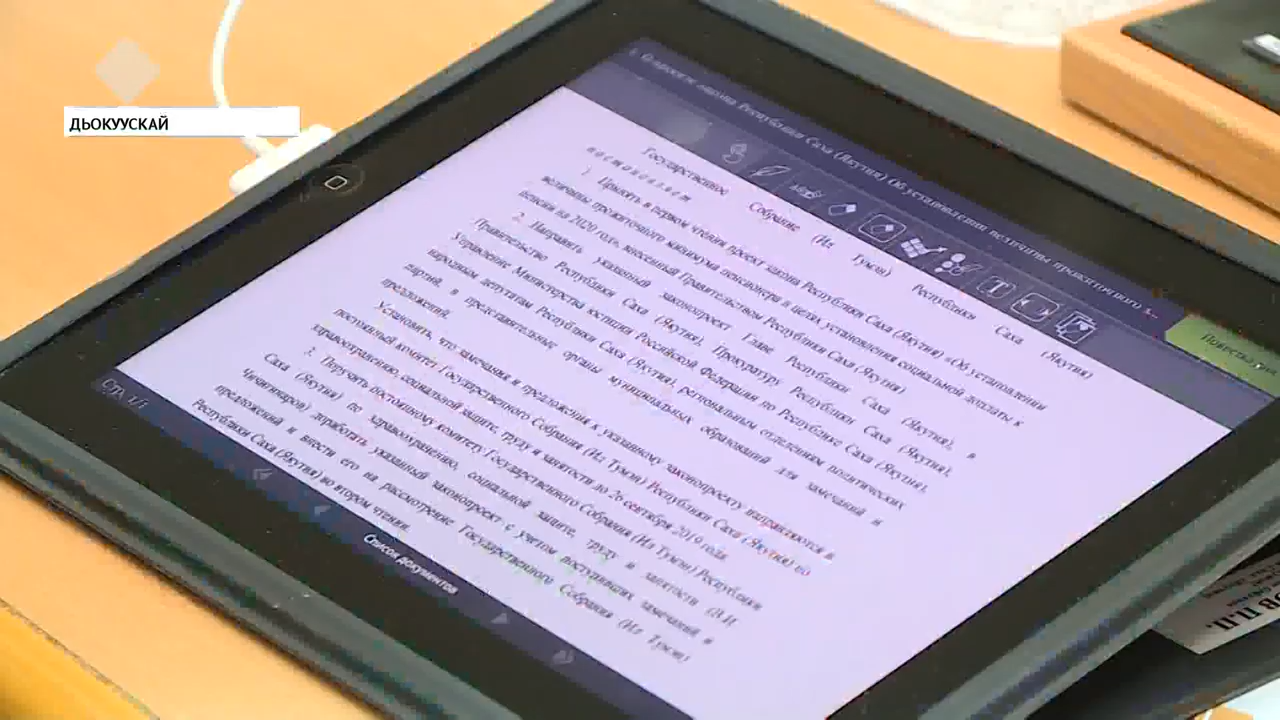 ДЬОКУУСКАЙ
О проекте закона Республики Саха (Якутия) Об установлении величины прожиточного з...
Повестка дня
Государственное Собрание (Ил Тумэн) Республики Саха (Якутия)
постановляет
1. Принять в первом чтении проект закона Республики Саха (Якутия) «Об установлении
величины прожиточного минимума пенсионера в целях установления социальной доплаты к
пенсии на 2020 год», внесенный Правительством Республики Саха (Якутия)
2. Направить указанный законопроект Главе Республики Саха (Якутия), в
Правительство Республики Саха (Якутия), Прокуратуру Республики Саха (Якутия),
Управление Министерства юстиции Российской Федерации по Республике Саха (Якутия),
народным депутатам Республики Саха (Якутия), региональным отделениям политических
партий, в представительные органы муниципальных образований для замечаний и
предложений.
Установить, что замечания и предложения к указанному законопроекту направляются в
постоянный комитет Государственного Собрания (Ил Тумэн) Республики Саха (Якутия) по
здравоохранению, социальной защите, труду и занятости до 26 сентября 2019 года.
3. Поручить постоянному комитету Государственного Собрания (Ил Тумэн) Республики
Саха (Якутия) по здравоохранению, социальной защите, труду и занятости (В.И.
Чичигинаров) доработать указанный законопроект с учетом поступивших замечаний и
предложений и внести его на рассмотрение Государственного Собрания (Ил Тумэн)
Республики Саха (Якутия) во втором чтении.
Стр. 1/1
Список документов
ОВ П.П.